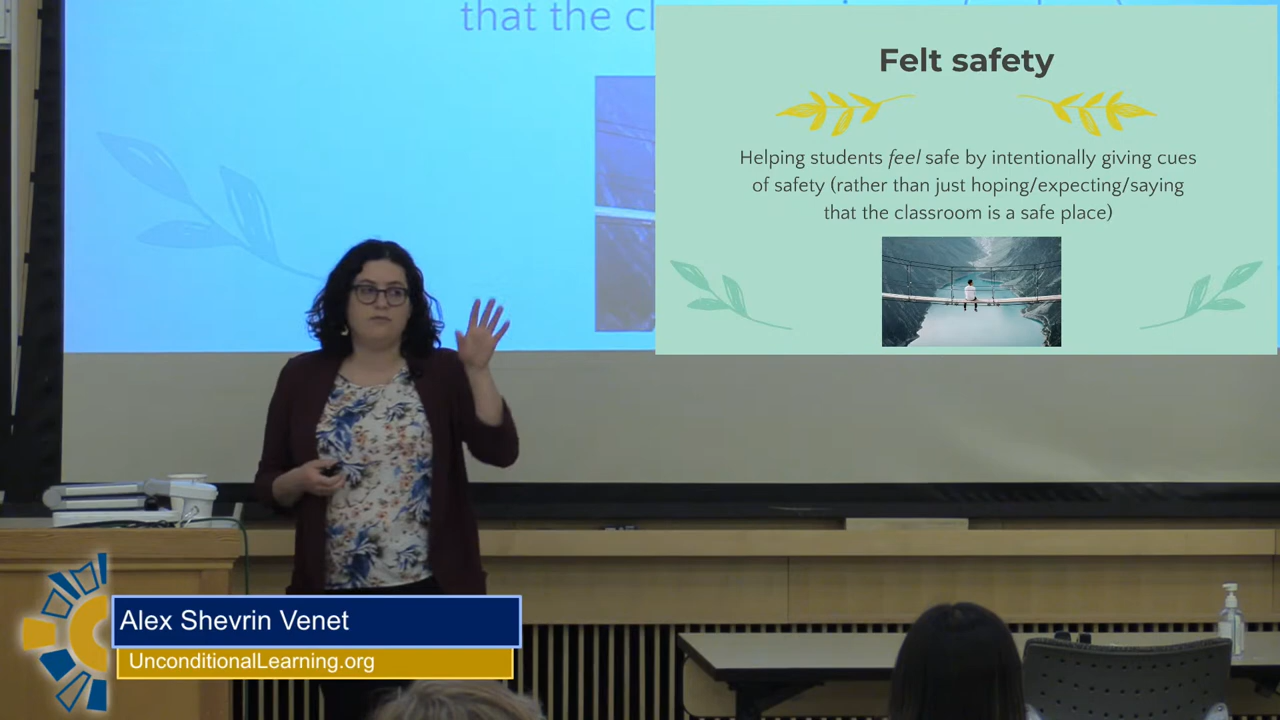 that the cl
Felt safety
Helping students feel safe by intentionally giving cues
of safety (rather than just hoping/expecting/saying
that the classroom is a safe place)
Alex Shevrin Venet
UnconditionalLearning.org